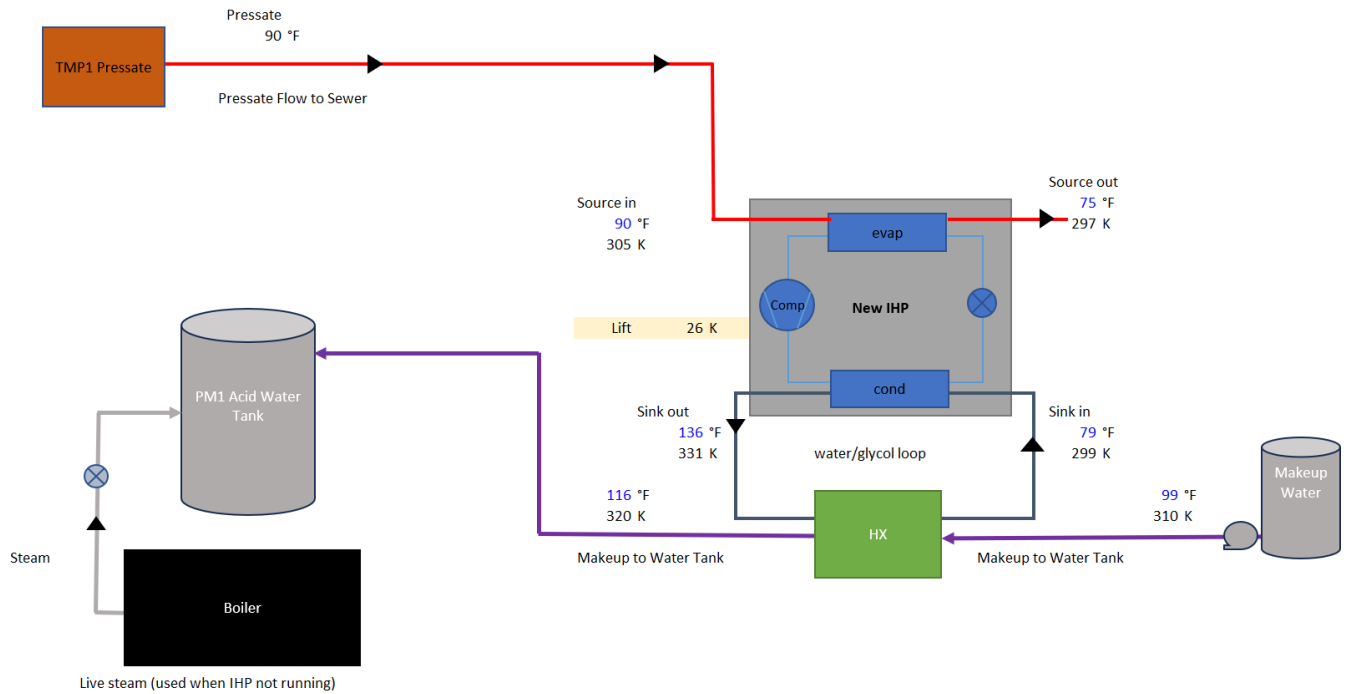 Pressate
90 °F
TMP1 Pressate
Pressate Flow to Sewer
Source in
90 °F
305 K
Source out
75 °F
297 K
evap
Comp
New IHP
Lift 26 K
cond
PM1 Acid Water
Tank
Sink out
136 °F
331 K
Sink in
79 °F
299 K
water/glycol loop
Makeup
Water
116 °F
320 K
99 °F
310 K
HX
Makeup to Water Tank
Makeup to Water Tank
Steam
Boiler
Live steam (used when IHP not running)